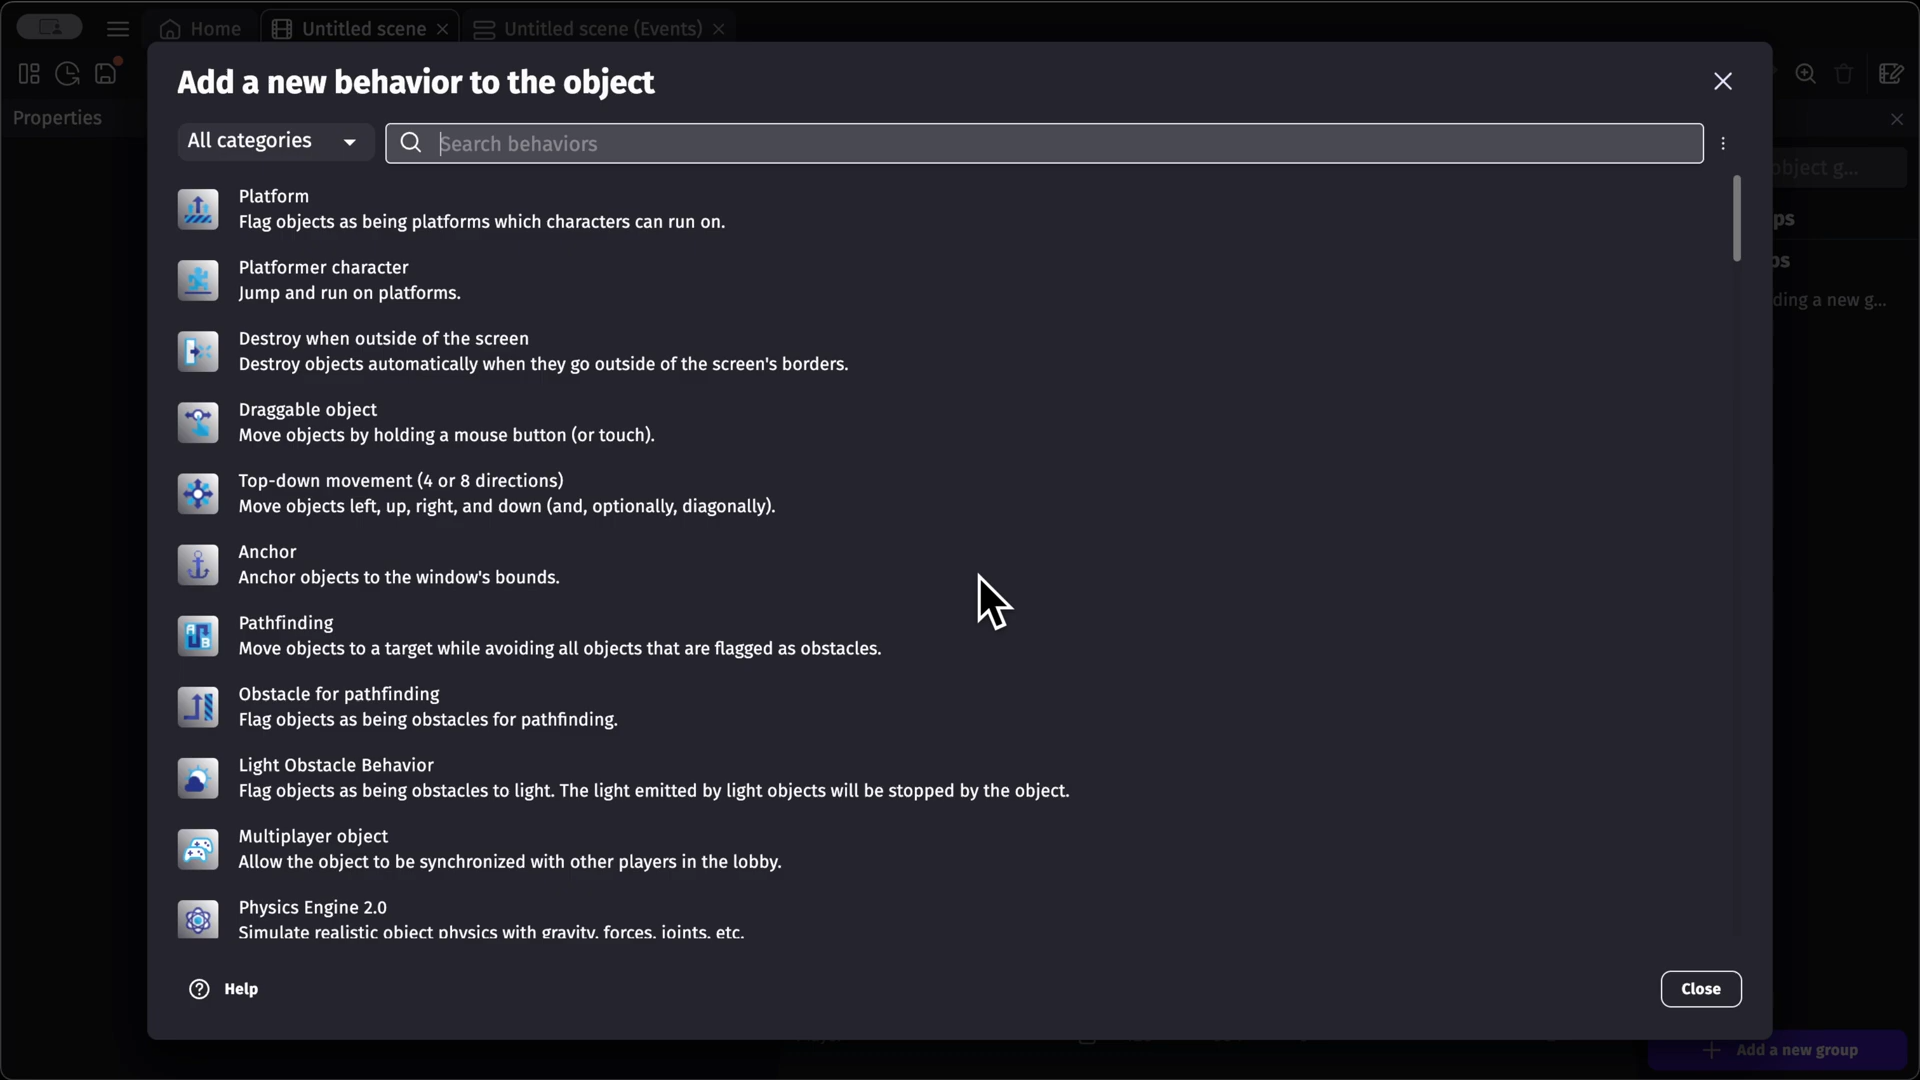 Home
Untitled scene
Untitled scene (Events)
Properties
Add a new behavior to the object
All categories
Search behaviors
object g...
ps
ps
ding a new g...
Platform
Flag objects as being platforms which characters can run on.
Platformer character
Jump and run on platforms.
Destroy when outside of the screen
Destroy objects automatically when they go outside of the screen's borders.
Draggable object
Move objects by holding a mouse button (or touch).
Top-down movement (4 or 8 directions)
Move objects left, up, right, and down (and, optionally, diagonally).
Anchor
Anchor objects to the window's bounds.
Pathfinding
Move objects to a target while avoiding all objects that are flagged as obstacles.
Obstacle for pathfinding
Flag objects as being obstacles for pathfinding.
Light Obstacle Behavior
Flag objects as being obstacles to light. The light emitted by light objects will be stopped by the object.
Multiplayer object
Allow the object to be synchronized with other players in the lobby.
Physics Engine 2.0
Simulate realistic object physics with gravity, forces, joints, etc.
Help
Close
Add a new group